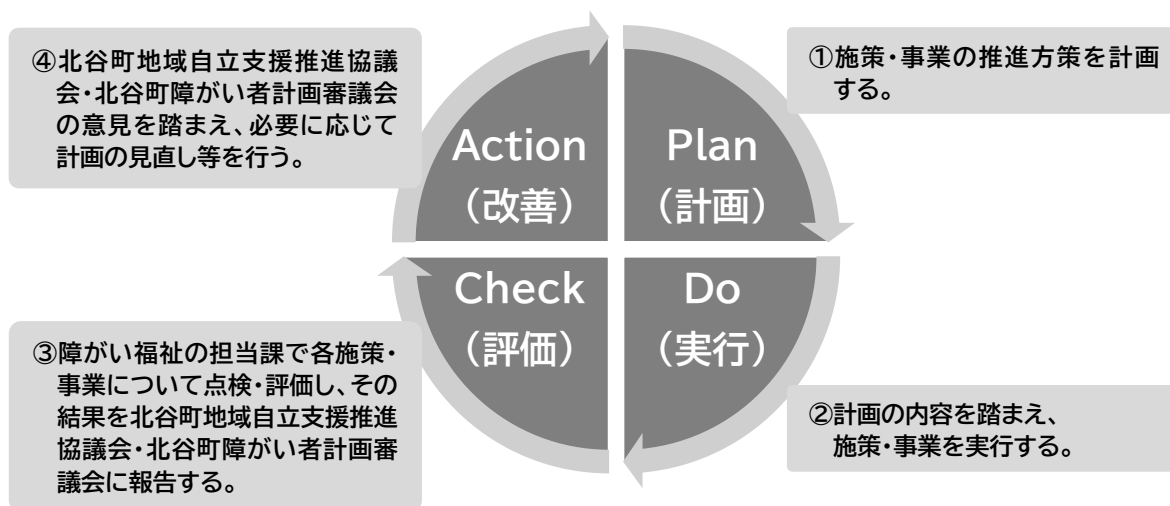 ④北谷町地域自立支援推進協議
会・北谷町障がい者計画審議会
の意見を踏まえ、必要に応じて
計画の見直し等を行う。
Action
（改善）
Plan
（計画）
①施策・事業の推進方策を計画
する。
Check
（評価）
Do
（実行）
③障がい福祉の担当課で各施策・
事業について点検・評価し、その
結果を北谷町地域自立支援推進
協議会・北谷町障がい者計画審
議会に報告する。
②計画の内容を踏まえ、
施策・事業を実行する。